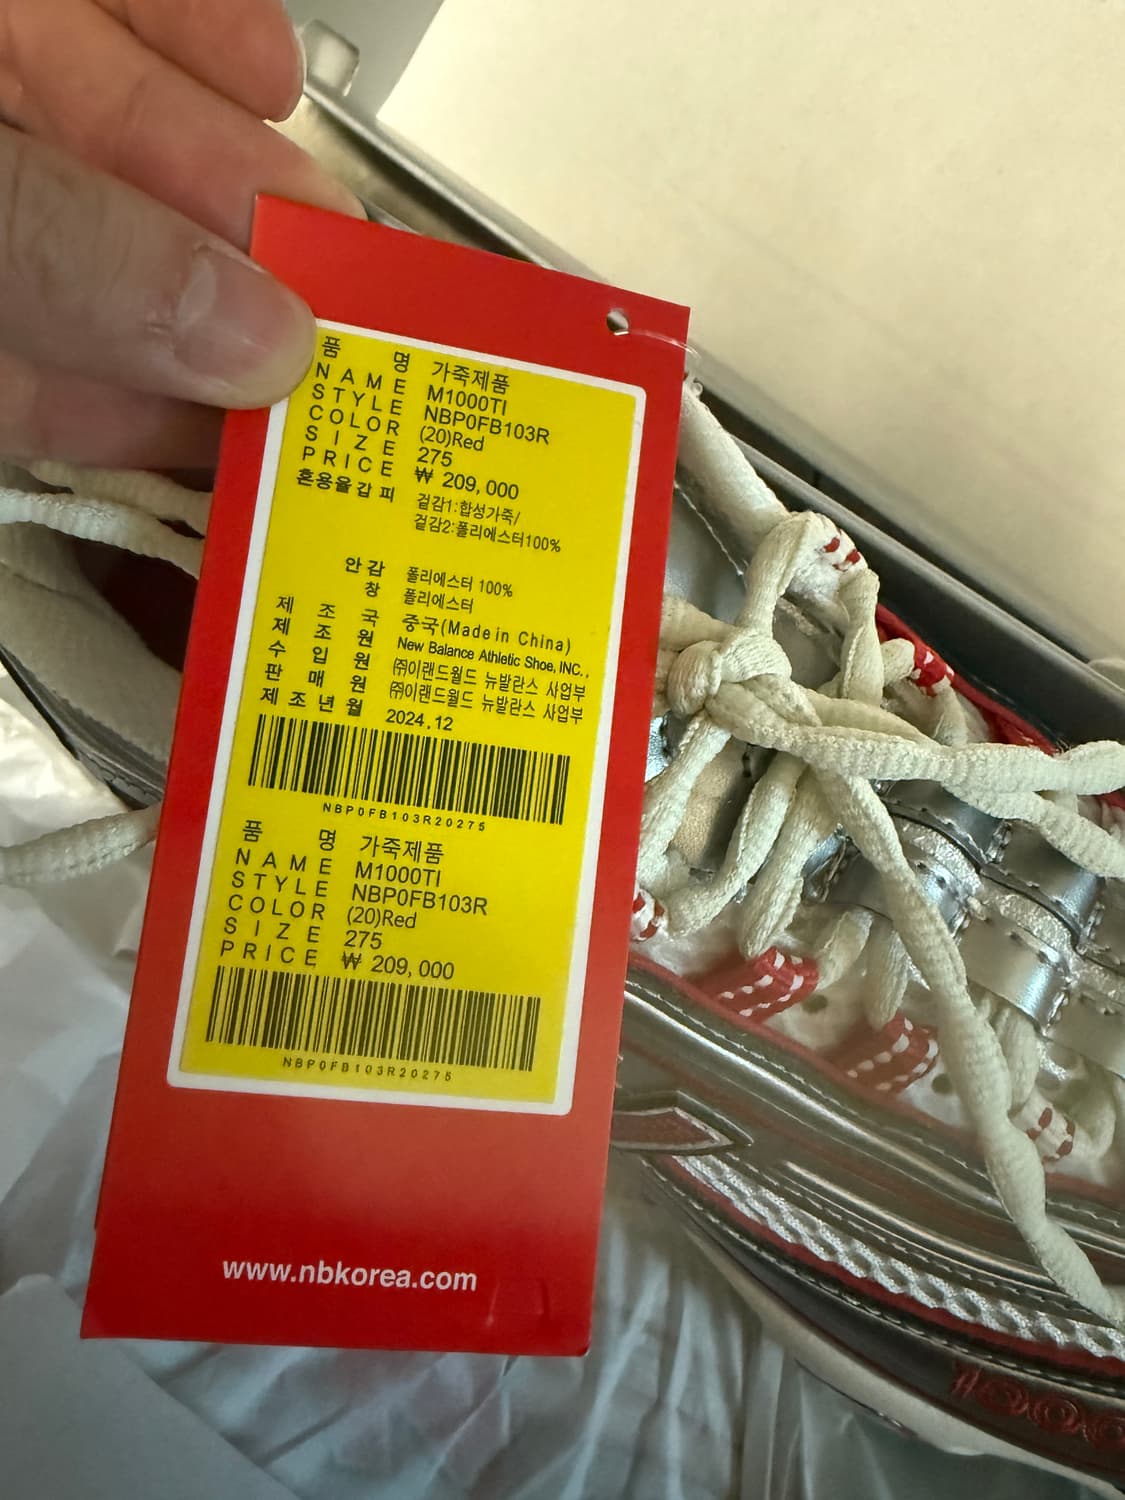 품 명 가죽제품
NAME M1000TI
STYLE NBP0FB103R
COLOR (20)Red
SIZE 275
PRICE ₩ 209,000
혼용율겉피 겉감1:합성가죽/
겉감2:폴리에스터100%
안감 폴리에스터 100%
창 폴리에스터
제조국 중국(Made in China)
제조원 New Balance Athletic Shoe, INC.,
수입원 ㈜이랜드월드 뉴발란스 사업부
판매원 ㈜이랜드월드 뉴발란스 사업부
제조년월 2024.12
NBP0FB103R20275
품 명 가죽제품
NAME M1000TI
STYLE NBP0FB103R
COLOR (20)Red
SIZE 275
PRICE ₩ 209,000
NBP0FB103R20275
www.nbkorea.com
1000